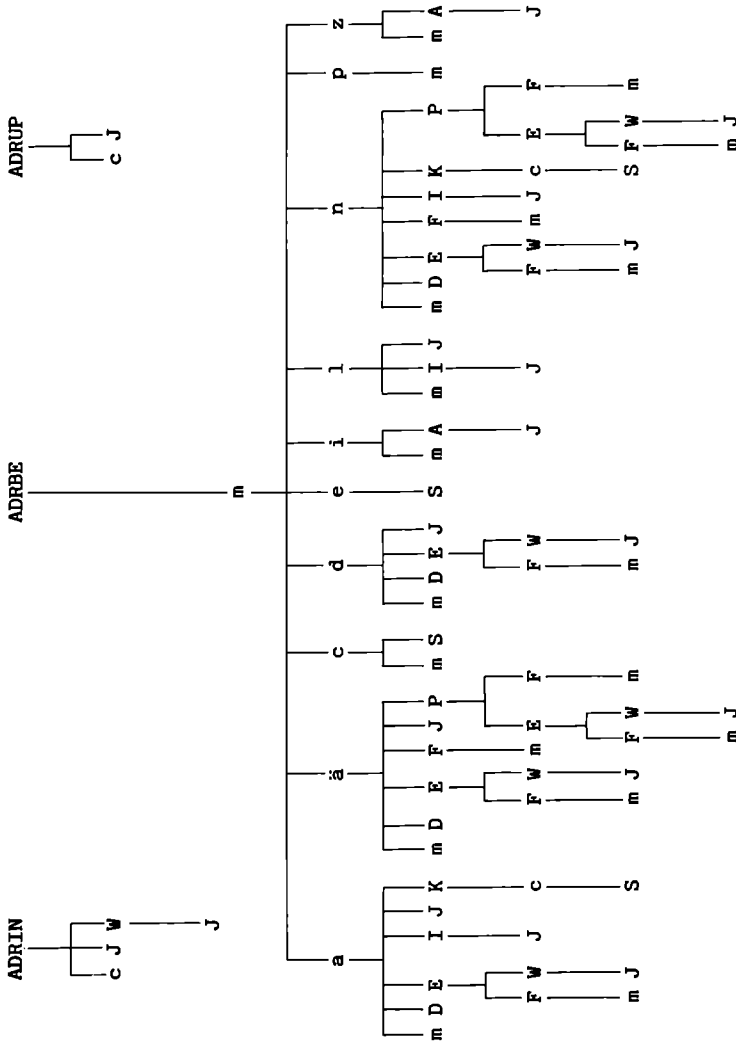 ADRIN ADRBE ADRUP
c J W c J
J m
a ä c d e i l n p z
m D E I J K m D E F J P m S m D E J S m A m I J m D E F I K P m m A
F W J c F W m E F F W J J F W m J c E F J
m J S m J F W m m J m J S F W m
m J m J